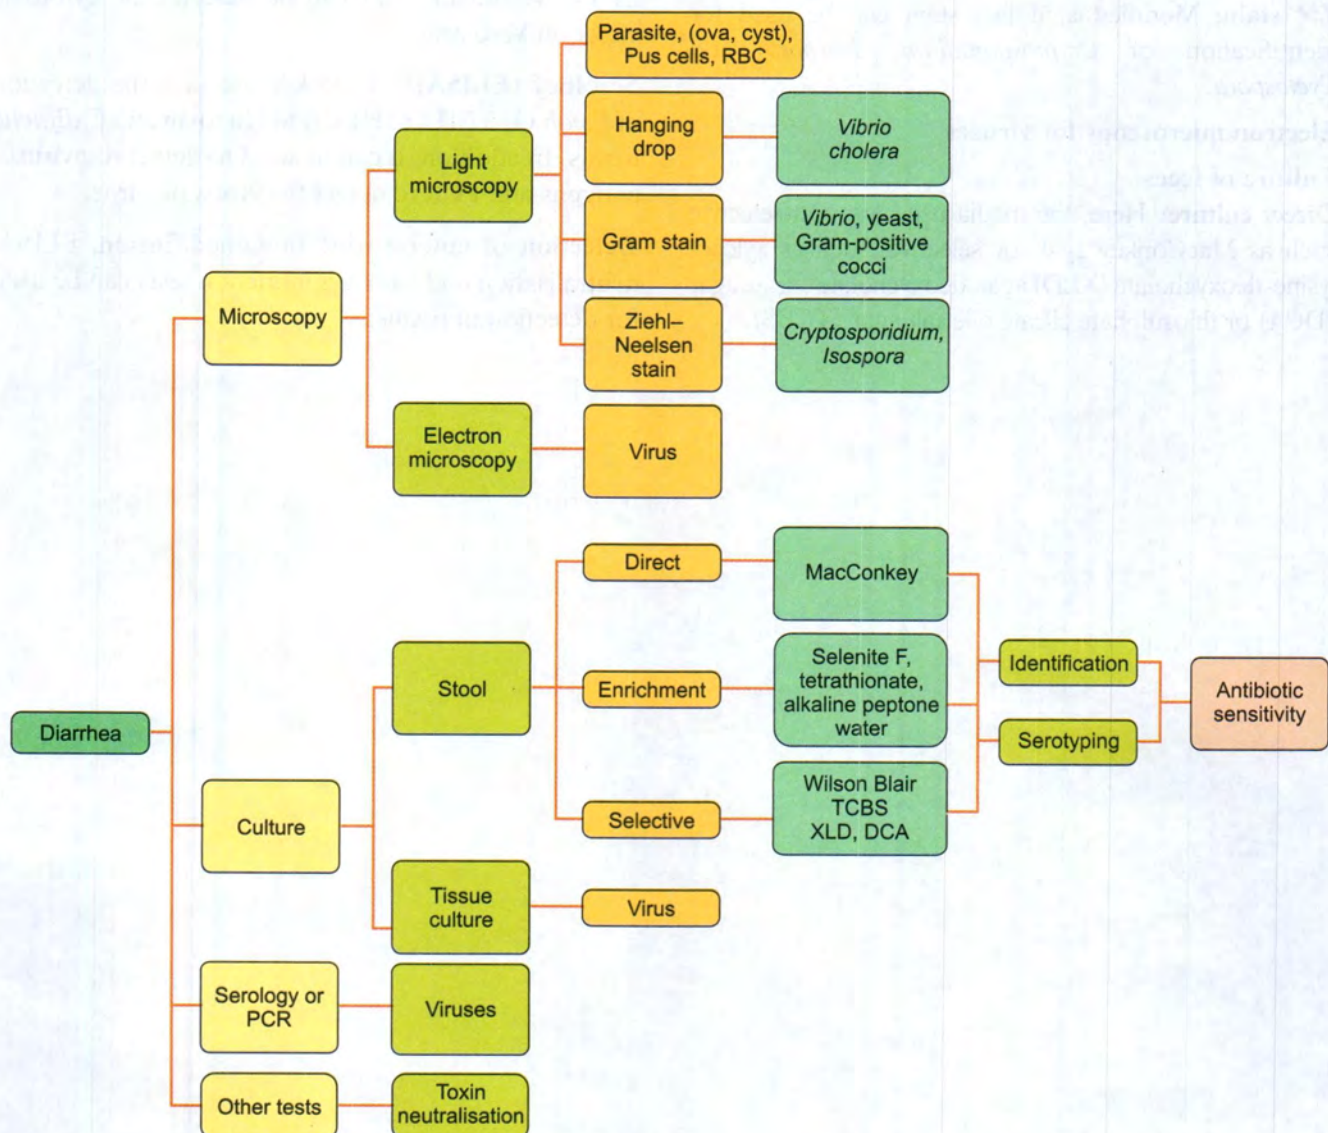 Parasite, (ova, cyst),
Pus cells, RBC
Hanging
drop
Vibrio
cholera
Light
microscopy
Gram stain
Vibrio, yeast,
Gram-positive
cocci
Microscopy
Ziehl–
Neelsen
stain
Cryptosporidium,
Isospora
Electron
microscopy
Virus
Direct
MacConkey
Stool
Enrichment
Selenite F,
tetrathionate,
alkaline peptone
water
Identification
Antibiotic
sensitivity
Diarrhea
Serotyping
Selective
Wilson Blair
TCBS
XLD, DCA
Culture
Tissue
culture
Virus
Serology or
PCR
Viruses
Other tests
Toxin
neutralisation